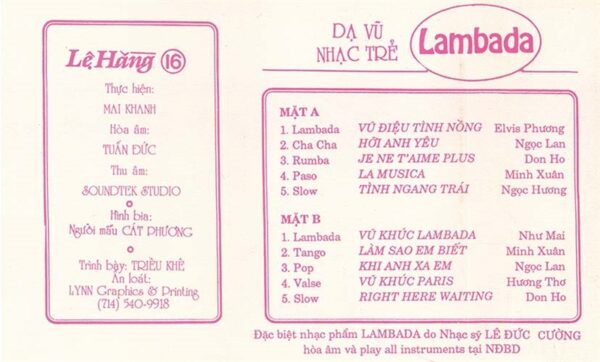 Lệ Hằng 16
Thực hiện:
MAI KHANH
Hòa âm:
TUẤN ĐỨC
Thu âm:
SOUNDTEK STUDIO
Hình bìa:
Người mẫu CÁT PHƯƠNG
Trình bày: TRIỀU KHÊ
Ấn loát:
LYNN Graphics & Printing
(714) 540-9918
DẠ VŨ
NHẠC TRẺ
Lambada
MẶT A
1. Lambada VŨ ĐIỆU TÌNH NỒNG Elvis Phương
2. Cha Cha HỠI ANH YÊU Ngọc Lan
3. Rumba JE NE T'AIME PLUS Don Ho
4. Paso LA MUSICA Minh Xuân
5. Slow TÌNH NGANG TRÁI Ngọc Hương
MẶT B
1. Lambada VŨ KHÚC LAMBADA Như Mai
2. Tango LÀM SAO EM BIẾT Minh Xuân
3. Pop KHI ANH XA EM Ngọc Lan
4. Valse VŨ KHÚC PARIS Hương Thơ
5. Slow RIGHT HERE WAITING Don Ho
Đặc biệt nhạc phẩm LAMBADA do Nhạc sỹ LÊ ĐỨC CƯỜNG
hòa âm và play all instruments tại NĐBD